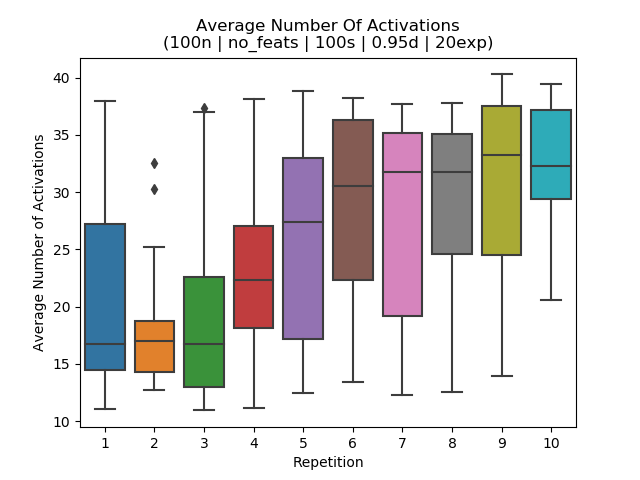 Average Number Of Activations
(100n | no_feats | 100s | 0.95d | 20exp)
Average Number of Activations
40
35
30
25
20
15
10
1 2 3 4 5 6 7 8 9 10
Repetition